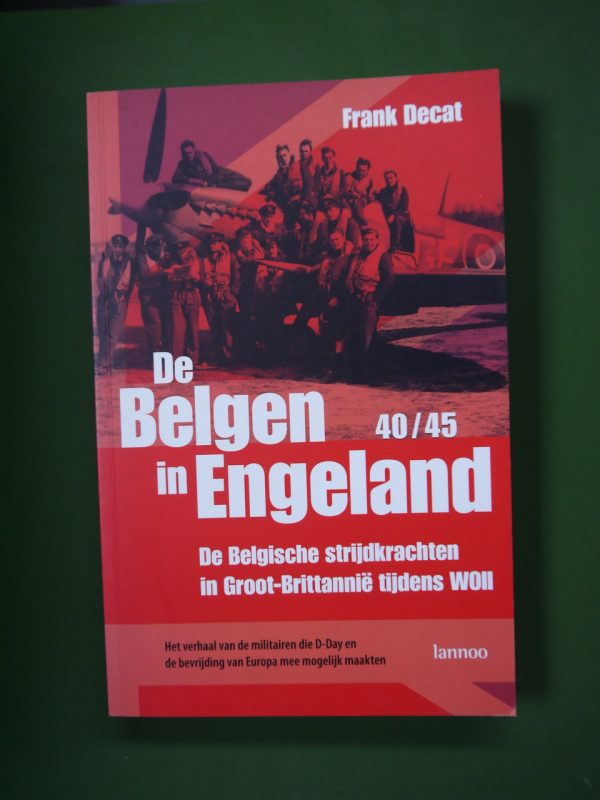 Frank Decat
De
Belgen 40/45
in Engeland
De Belgische strijdkrachten
in Groot-Brittannië tijdens WOII
Het verhaal van de militairen die D-Day en
de bevrijding van Europa mee mogelijk maakten
lannoo